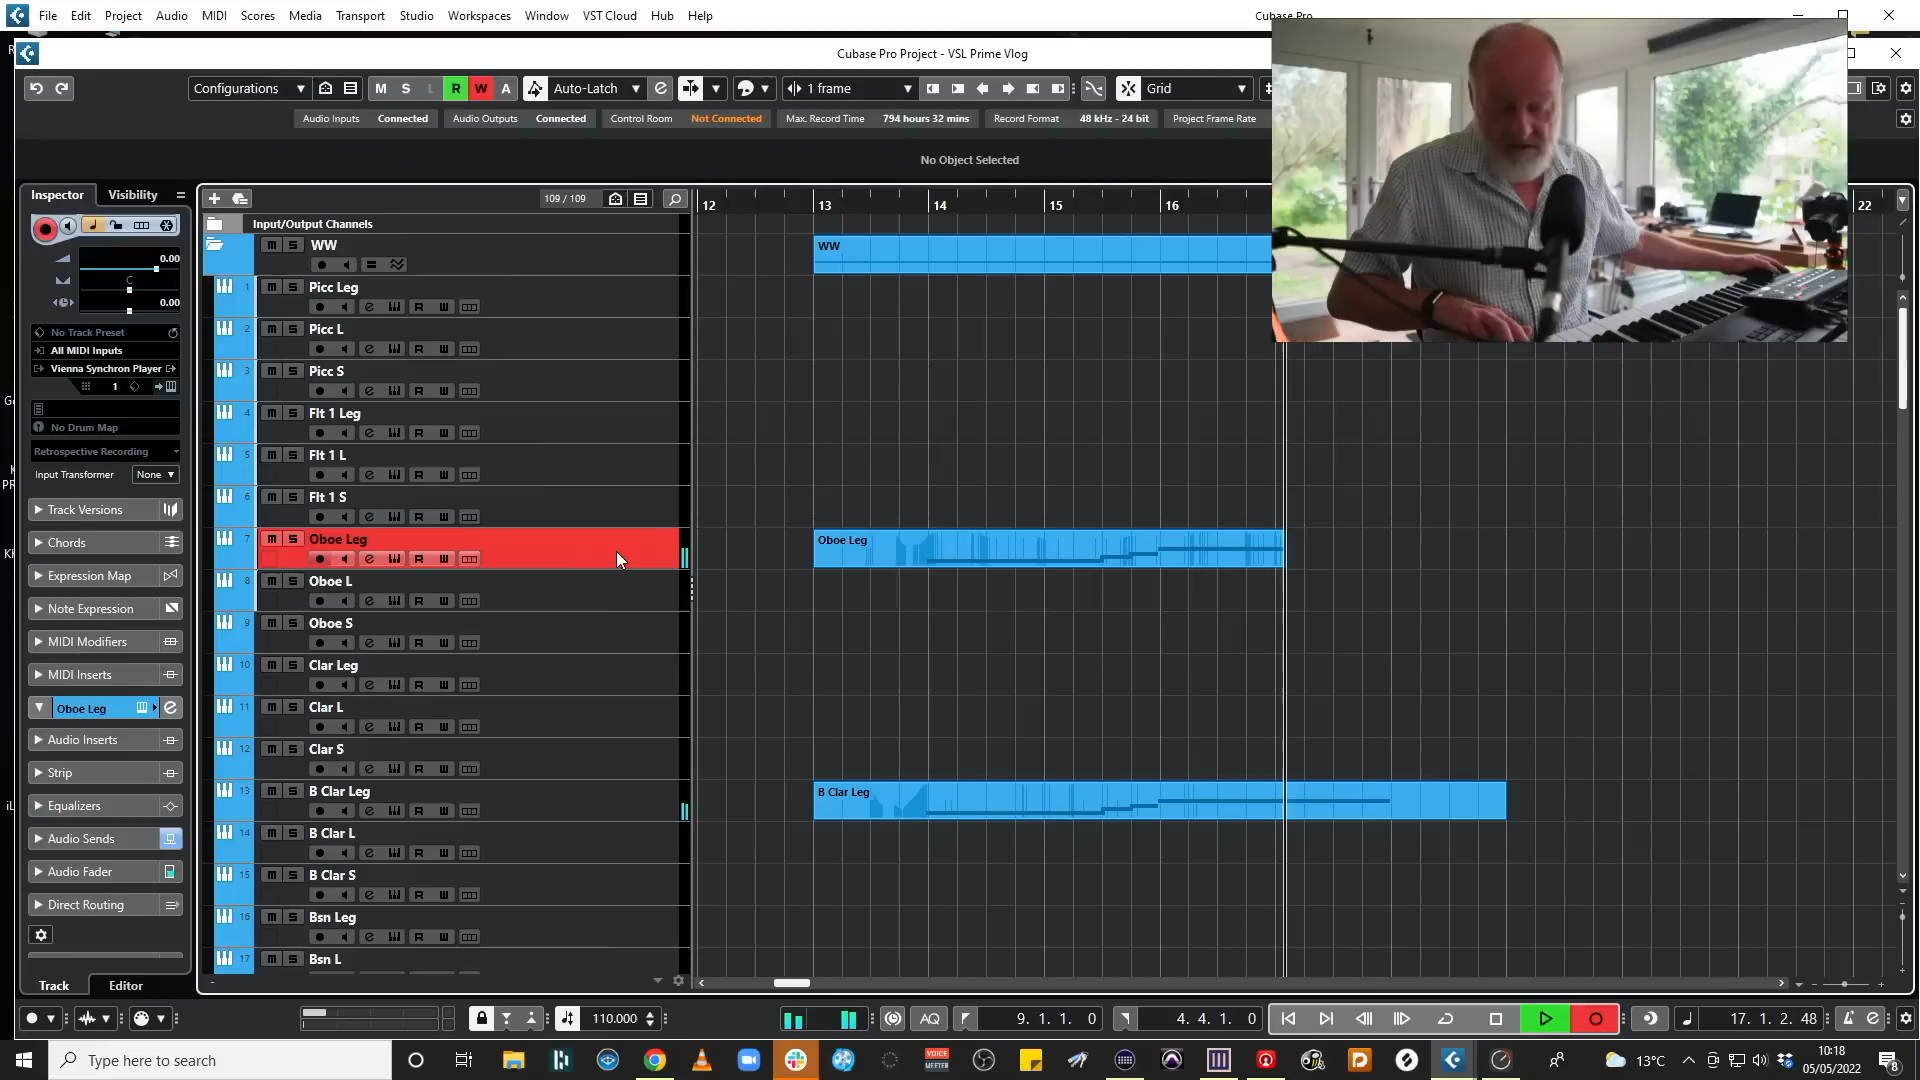 File Edit Project Audio MIDI Scores Media Transport Studio Workspaces Window VST Cloud Hub Help
Cubase Pro
Cubase Pro Project - VSL Prime Vlog
Configurations M S L R W A Auto-Latch 1 frame Grid
Audio Inputs Connected Audio Outputs Connected Control Room Not Connected Max. Record Time 794 hours 32 mins Record Format 48 kHz - 24 bit Project Frame Rate
No Object Selected
Inspector Visibility
109 / 109
12 13 14 15 16 22
Input/Output Channels
WW
WW
0.00
C
0.00
No Track Preset
All MIDI Inputs
Vienna Synchron Player
1
No Drum Map
Retrospective Recording
Input Transformer None
Track Versions
Chords
Expression Map
Note Expression
MIDI Modifiers
MIDI Inserts
Oboe Leg
Audio Inserts
Strip
Equalizers
Audio Sends
Audio Fader
Direct Routing
Track Editor
1 m S Picc Leg
2 m S Picc L
3 m S Picc S
4 m S Flt 1 Leg
5 m S Flt 1 L
6 m S Flt 1 S
7 m S Oboe Leg
Oboe Leg
8 m S Oboe L
9 m S Oboe S
10 m S Clar Leg
11 m S Clar L
12 m S Clar S
13 m S B Clar Leg
B Clar Leg
14 m S B Clar L
15 m S B Clar S
16 m S Bsn Leg
17 m S Bsn L
110.000 AQ 9. 1. 1. 0 4. 4. 1. 0 17. 1. 2. 48
Type here to search
VOICE MEETER
13°C
10:18
05/05/2022
8